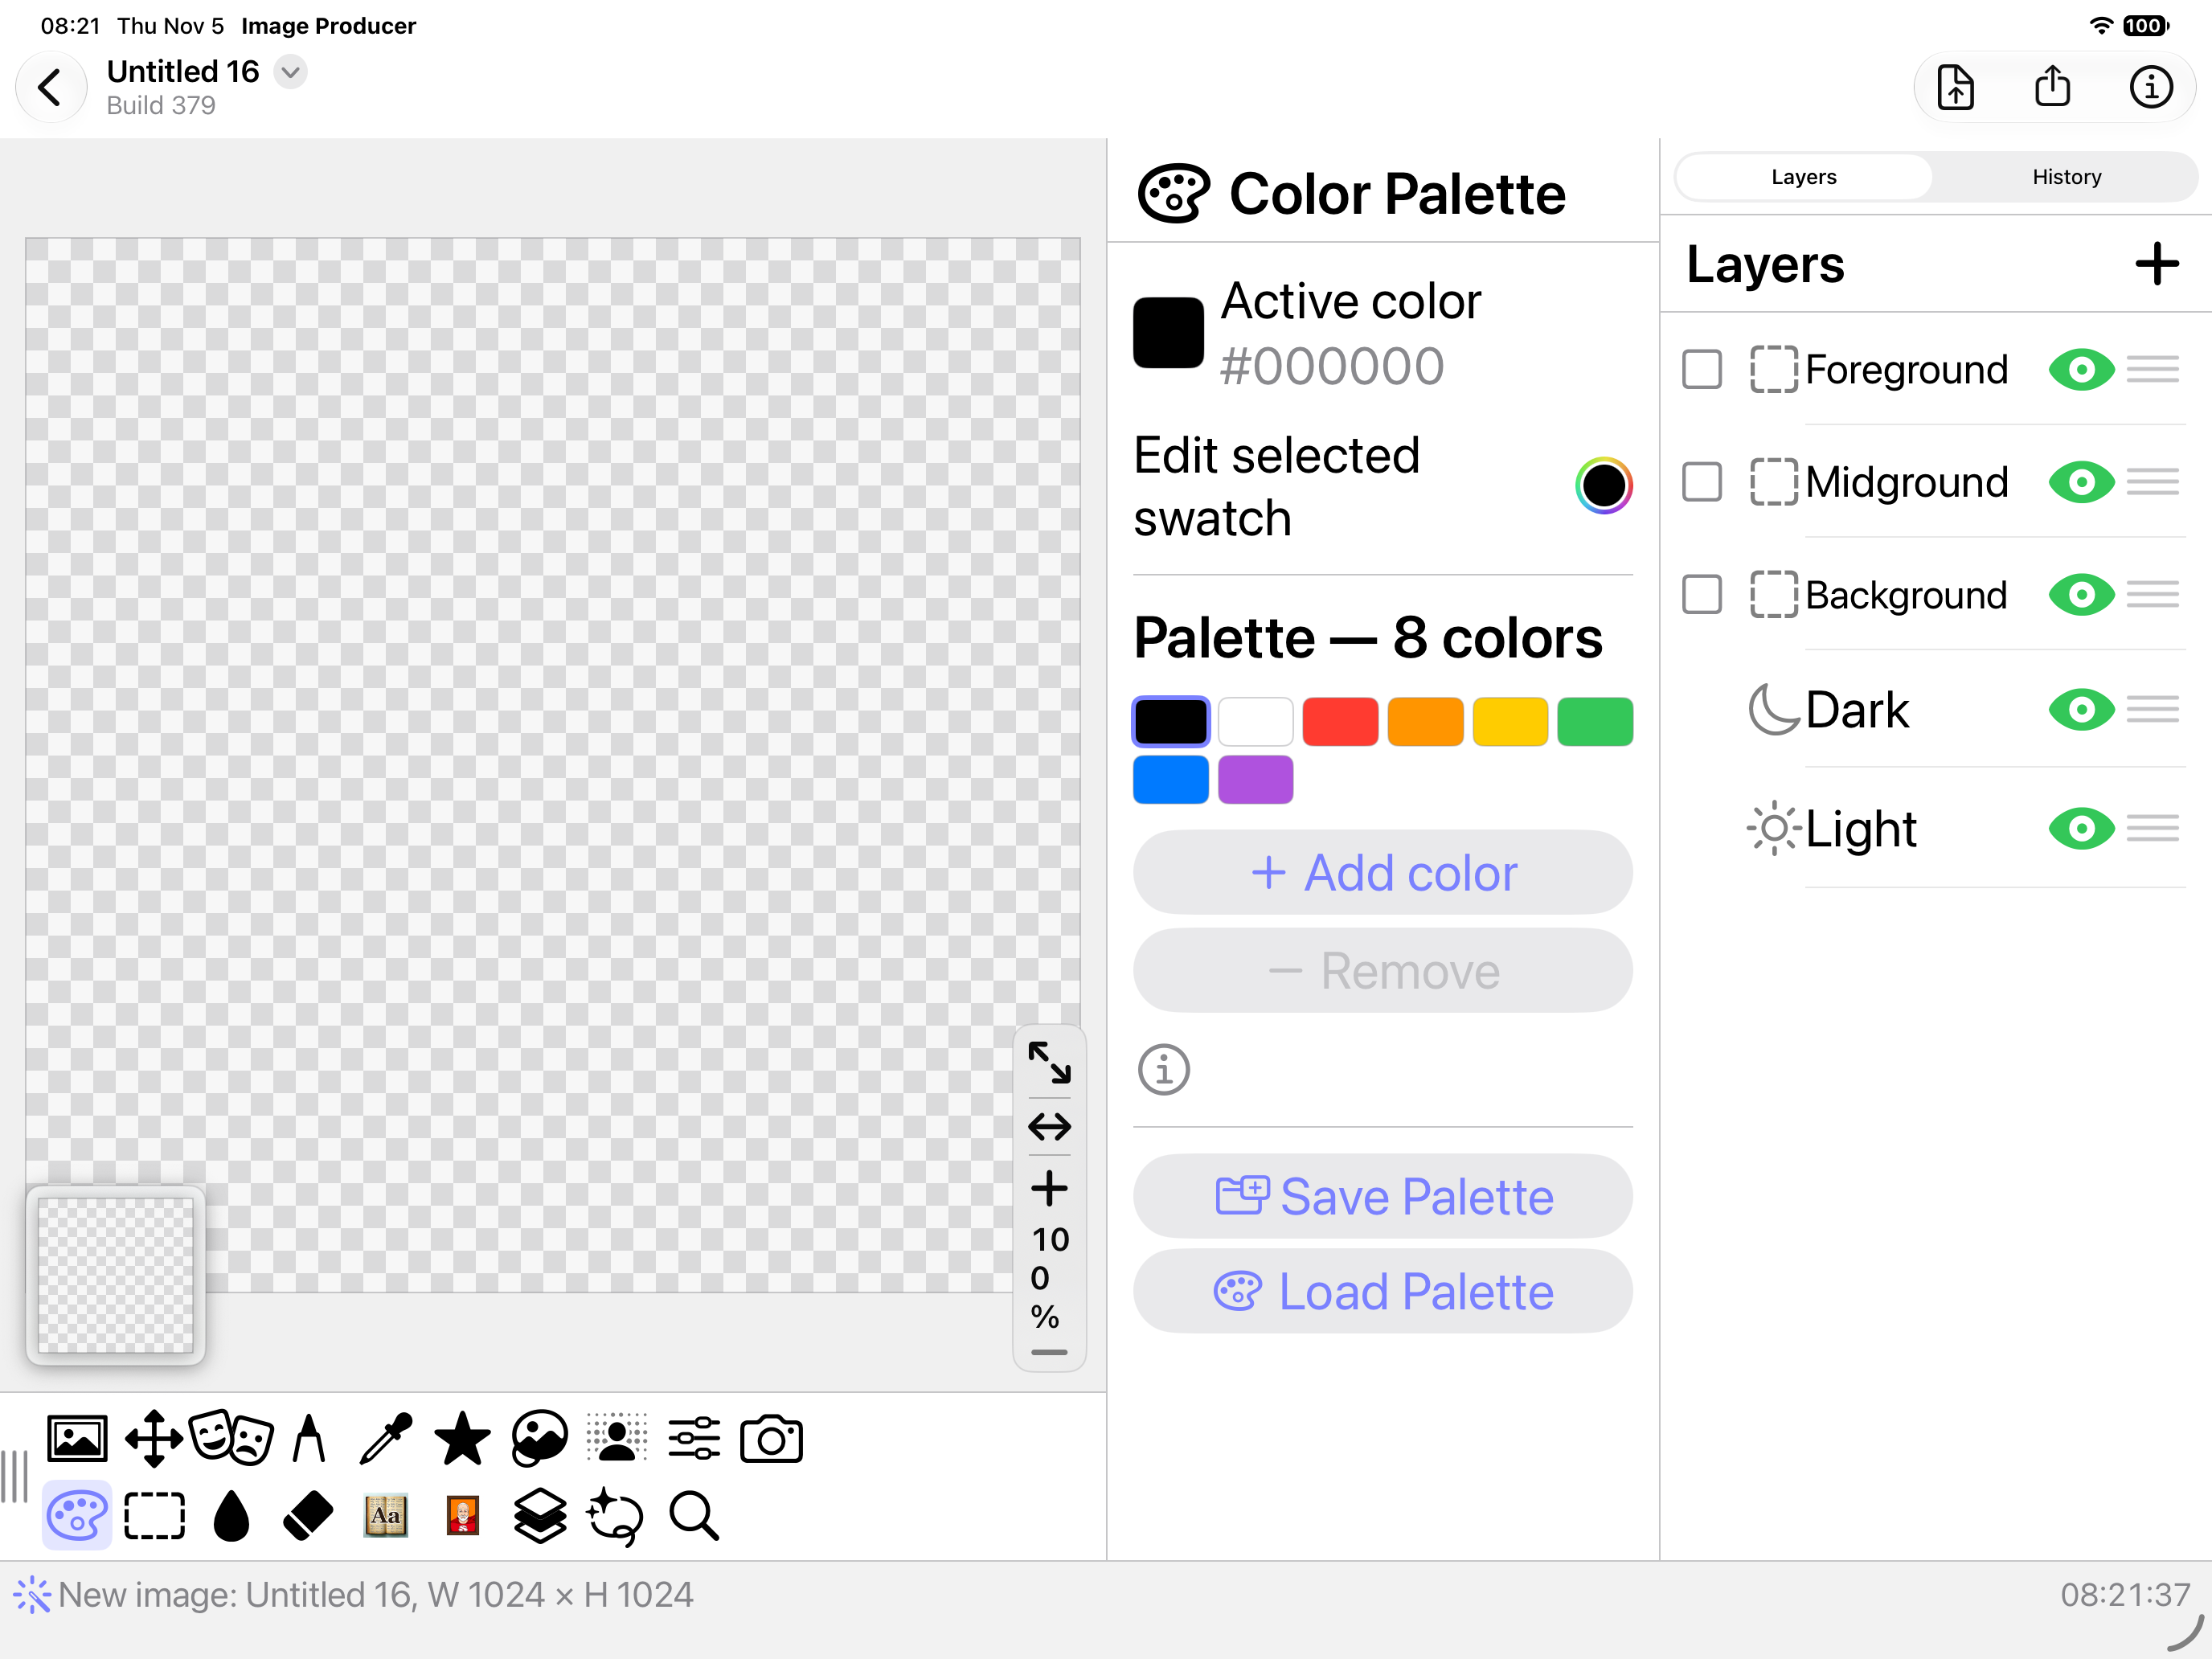 08:21 Thu Nov 5 Image Producer
100
Untitled 16
Build 379
Color Palette
Active color
#000000
Edit selected
swatch
Palette — 8 colors
+ Add color
— Remove
Save Palette
Load Palette
Layers
History
Layers
Foreground
Midground
Background
Dark
Light
10
0
%
Aa
New image: Untitled 16, W 1024 × H 1024
08:21:37